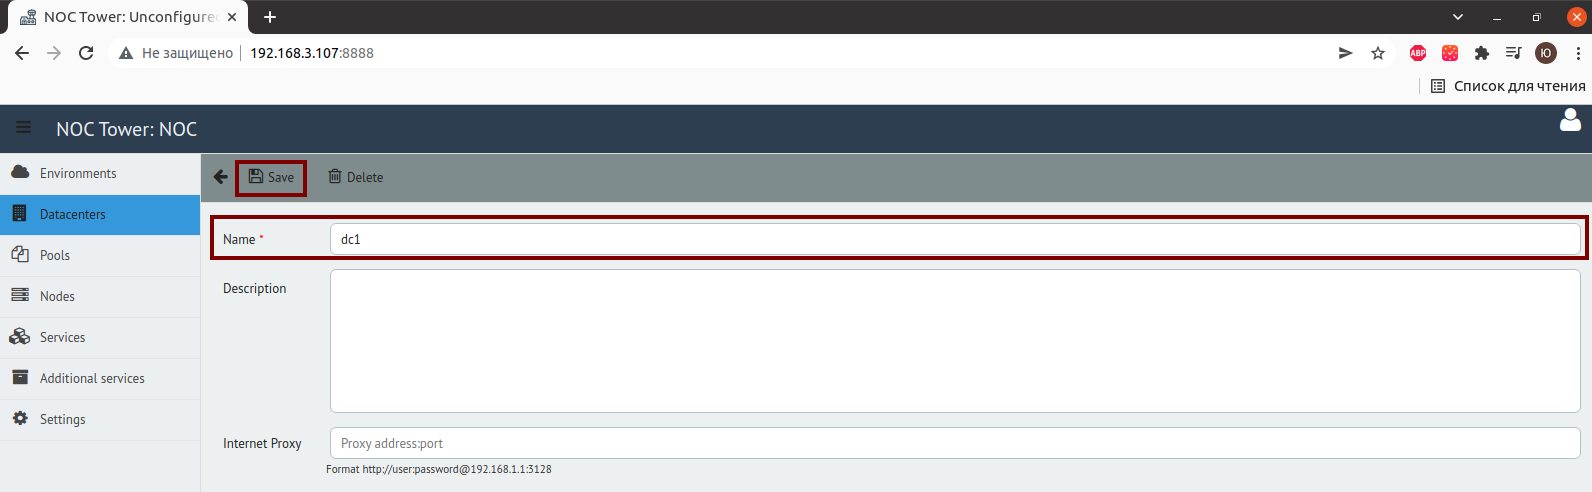 NOC Tower: Unconfigured
Не защищено 192.168.3.107:8888
ABP
Ю
Список для чтения
NOC Tower: NOC
Environments
Datacenters
Pools
Nodes
Services
Additional services
Settings
Save Delete
Name * dc1
Description
Internet Proxy Proxy address:port
Format http://user:password@192.168.1.1:3128